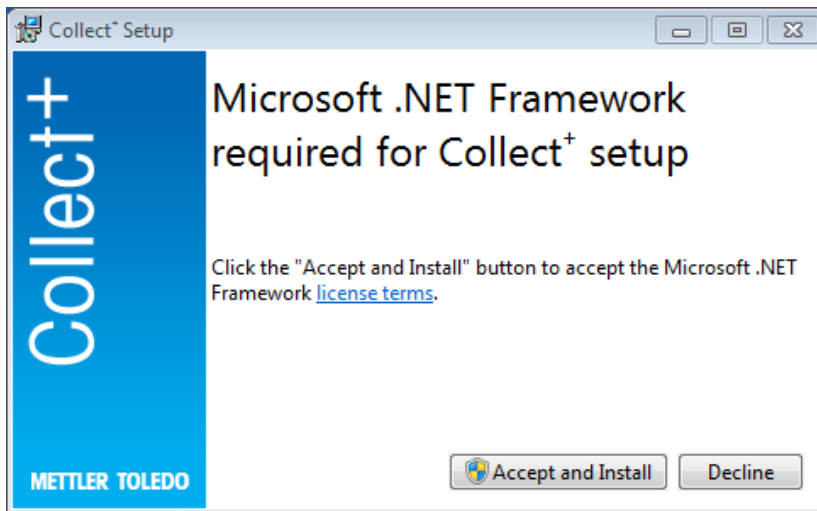 Collect⁺ Setup
Collect+
Microsoft .NET Framework
required for Collect⁺ setup
Click the "Accept and Install" button to accept the Microsoft .NET
Framework license terms.
METTLER TOLEDO
Accept and Install
Decline